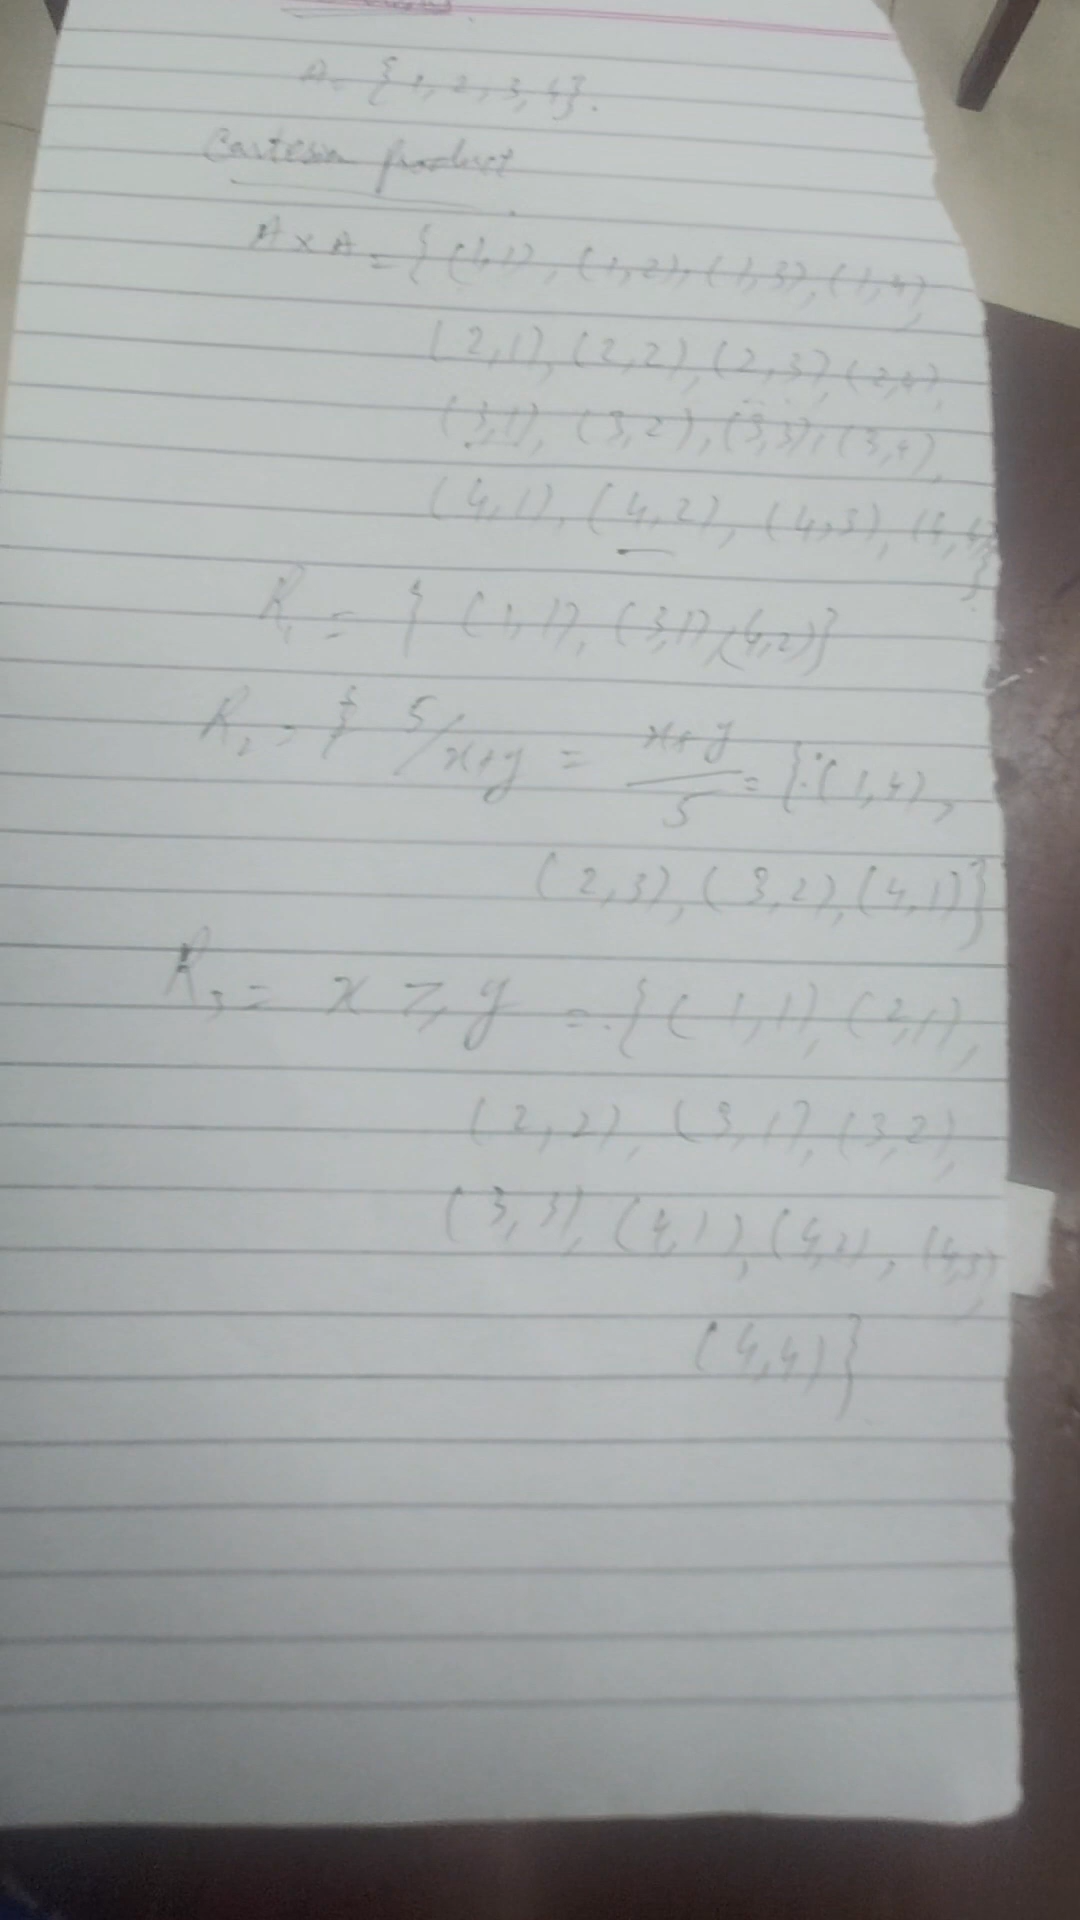 A = {1, 2, 3, 4}.
Cartesian product
A × A = { (1,1), (1,2), (1,3), (1,4),
(2,1), (2,2), (2,3), (2,4),
(3,1), (3,2), (3,3), (3,4),
(4,1), (4,2), (4,3), (4,4)}
R₁ = { (1,1), (3,1), (4,2)}
R₂ = { 5/x+y = x+y/5 = { (1,4),
(2,3), (3,2), (4,1)}
R₃ = x ⩾ y = {(1,1), (2,1),
(2,2), (3,1), (3,2),
(3,3), (4,1), (4,2), (4,3),
(4,4)}